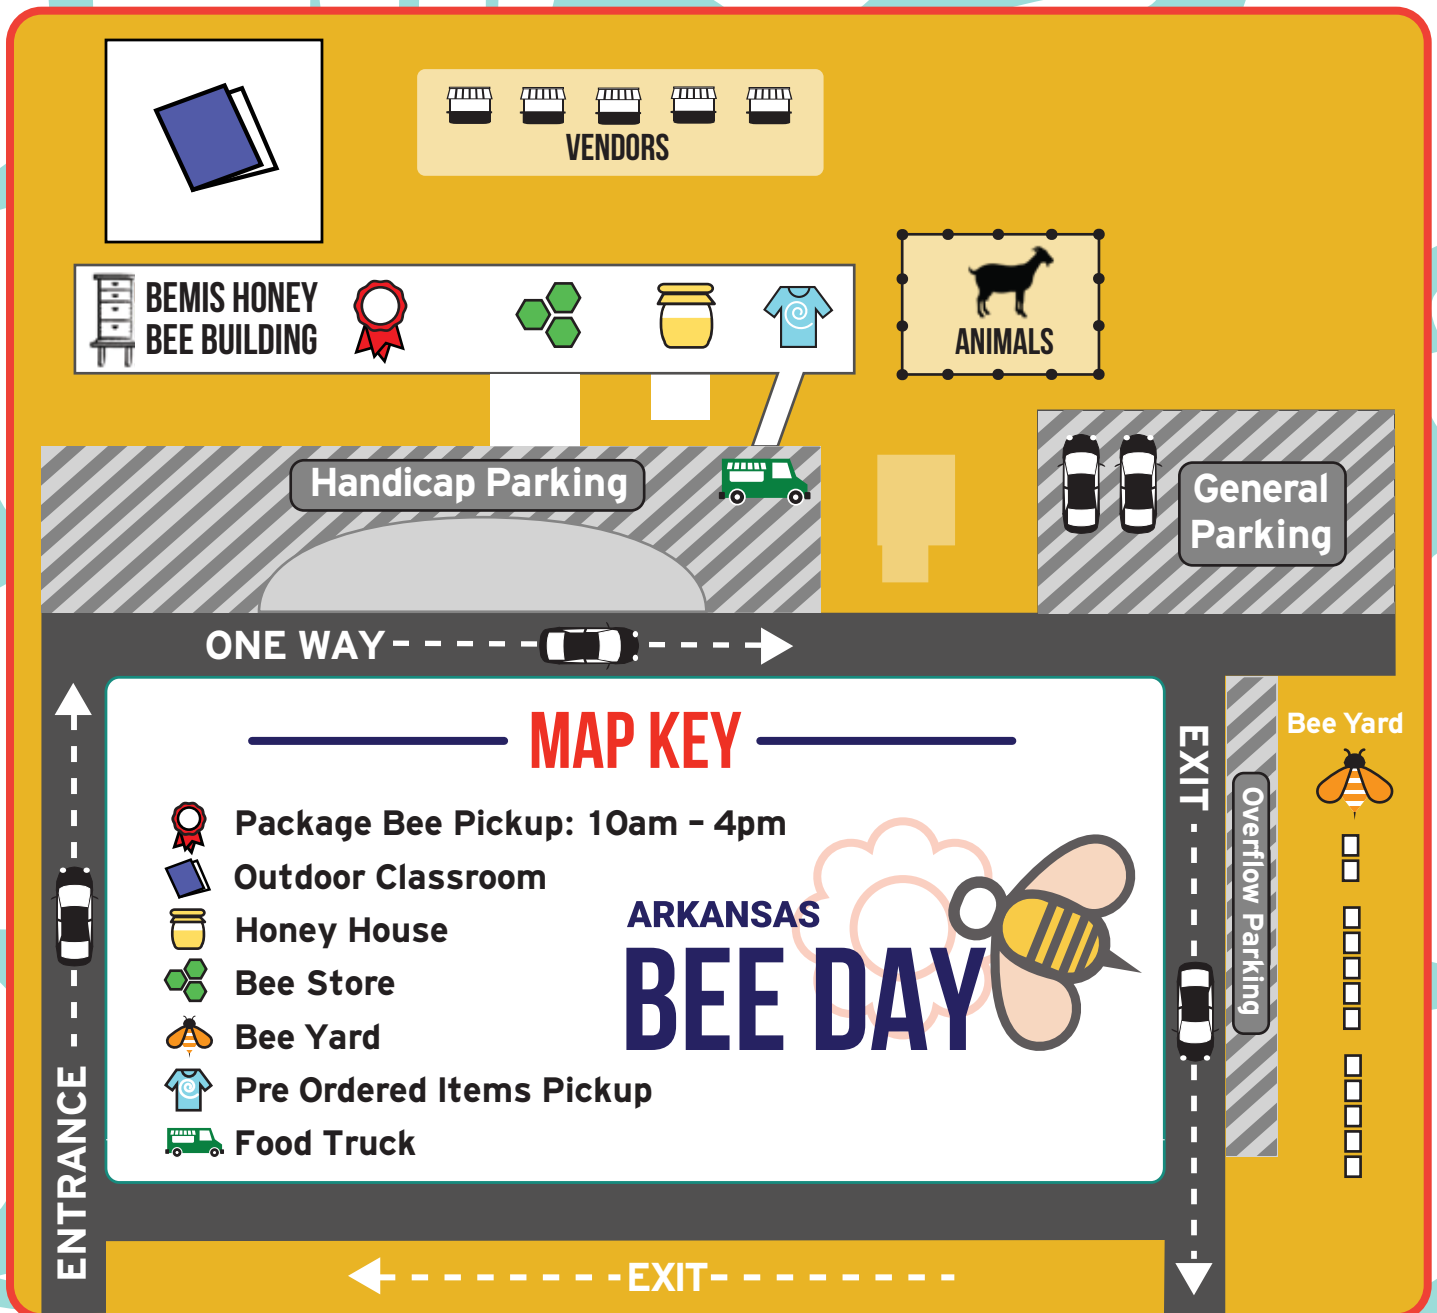 VENDORS
BEMIS HONEY
BEE BUILDING
ANIMALS
Handicap Parking
General
Parking
ONE WAY
MAP KEY
Package Bee Pickup: 10am – 4pm
Outdoor Classroom
Honey House
Bee Store
Bee Yard
Pre Ordered Items Pickup
Food Truck
ARKANSAS
BEE DAY
ENTRANCE
EXIT
Overflow Parking
Bee Yard
EXIT